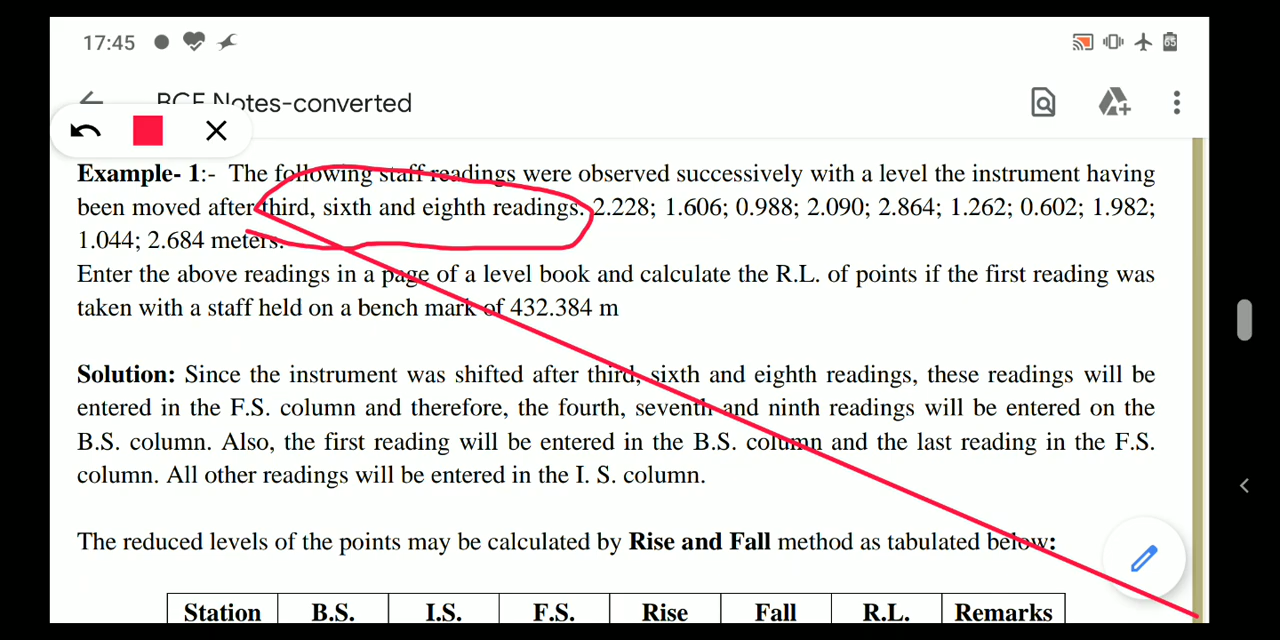 17:45
65
BCE Notes-converted
Example- 1:- The following staff readings were observed successively with a level the instrument having
been moved after third, sixth and eighth readings. 2.228; 1.606; 0.988; 2.090; 2.864; 1.262; 0.602; 1.982;
1.044; 2.684 meters.
Enter the above readings in a page of a level book and calculate the R.L. of points if the first reading was
taken with a staff held on a bench mark of 432.384 m
Solution: Since the instrument was shifted after third, sixth and eighth readings, these readings will be
entered in the F.S. column and therefore, the fourth, seventh and ninth readings will be entered on the
B.S. column. Also, the first reading will be entered in the B.S. column and the last reading in the F.S.
column. All other readings will be entered in the I. S. column.
The reduced levels of the points may be calculated by Rise and Fall method as tabulated below:
Station B.S. I.S. F.S. Rise Fall R.L. Remarks